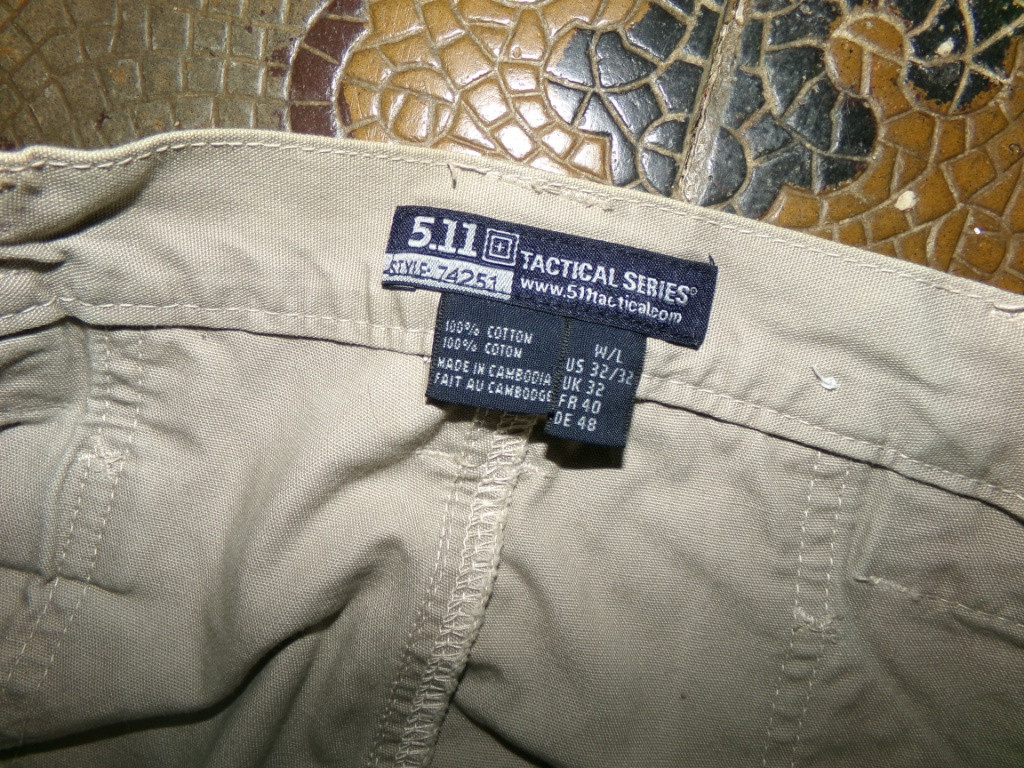 5.11
STYLE: 74251
TACTICAL SERIES®
www.511tactical.com
100% COTTON
100% COTON
MADE IN CAMBODIA
FAIT AU CAMBODGE
W/L
US 32/32
UK 32
FR 40
DE 48